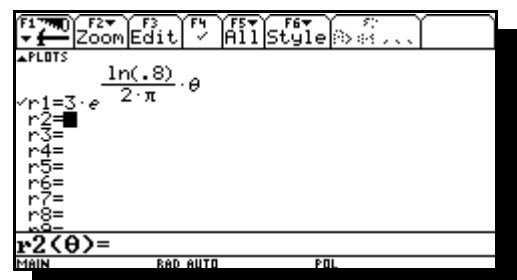 F1 F2 F3 F4 F5 F6
Zoom Edit ✓ All Style
▲PLOTS
✓r1=3·e^(ln(.8)/(2·π)·θ)
r2=
r3=
r4=
r5=
r6=
r7=
r8=
r9=
r2(θ)=
MAIN RAD AUTO POL